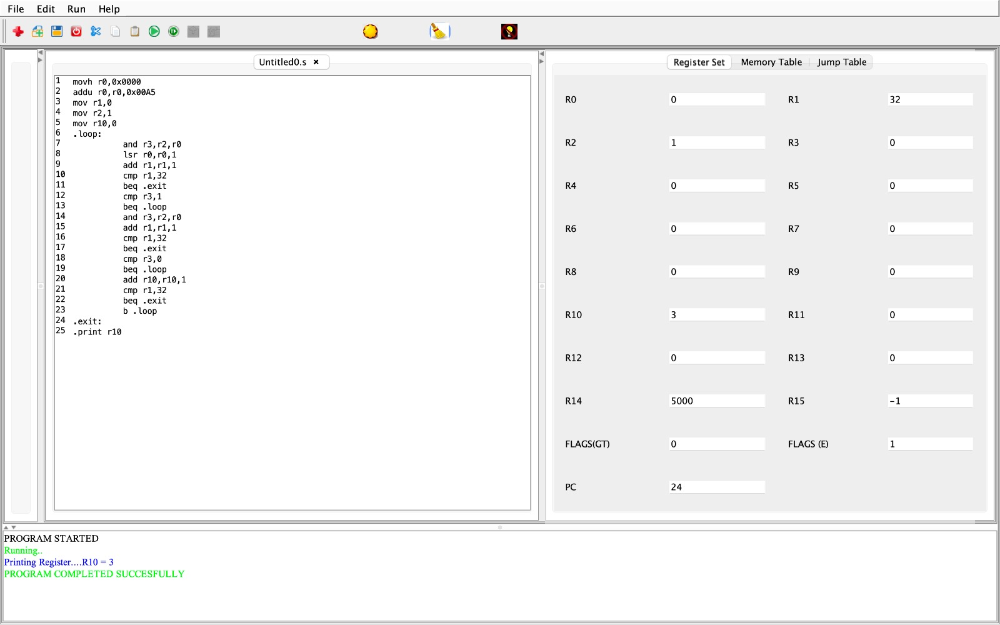 File Edit Run Help
Untitled0.s ×
Register Set Memory Table Jump Table
1 movh r0,0x0000
2 addu r0,r0,0x00A5
3 mov r1,0
4 mov r2,1
5 mov r10,0
6 .loop:
7 and r3,r2,r0
8 lsr r0,r0,1
9 add r1,r1,1
10 cmp r1,32
11 beq .exit
12 cmp r3,1
13 beq .loop
14 and r3,r2,r0
15 add r1,r1,1
16 cmp r1,32
17 beq .exit
18 cmp r3,0
19 beq .loop
20 add r10,r10,1
21 cmp r1,32
22 beq .exit
23 b .loop
24 .exit:
25 .print r10
R0 0 R1 32
R2 1 R3 0
R4 0 R5 0
R6 0 R7 0
R8 0 R9 0
R10 3 R11 0
R12 0 R13 0
R14 5000 R15 -1
FLAGS(GT) 0 FLAGS (E) 1
PC 24
PROGRAM STARTED
Running..
Printing Register....R10 = 3
PROGRAM COMPLETED SUCCESFULLY